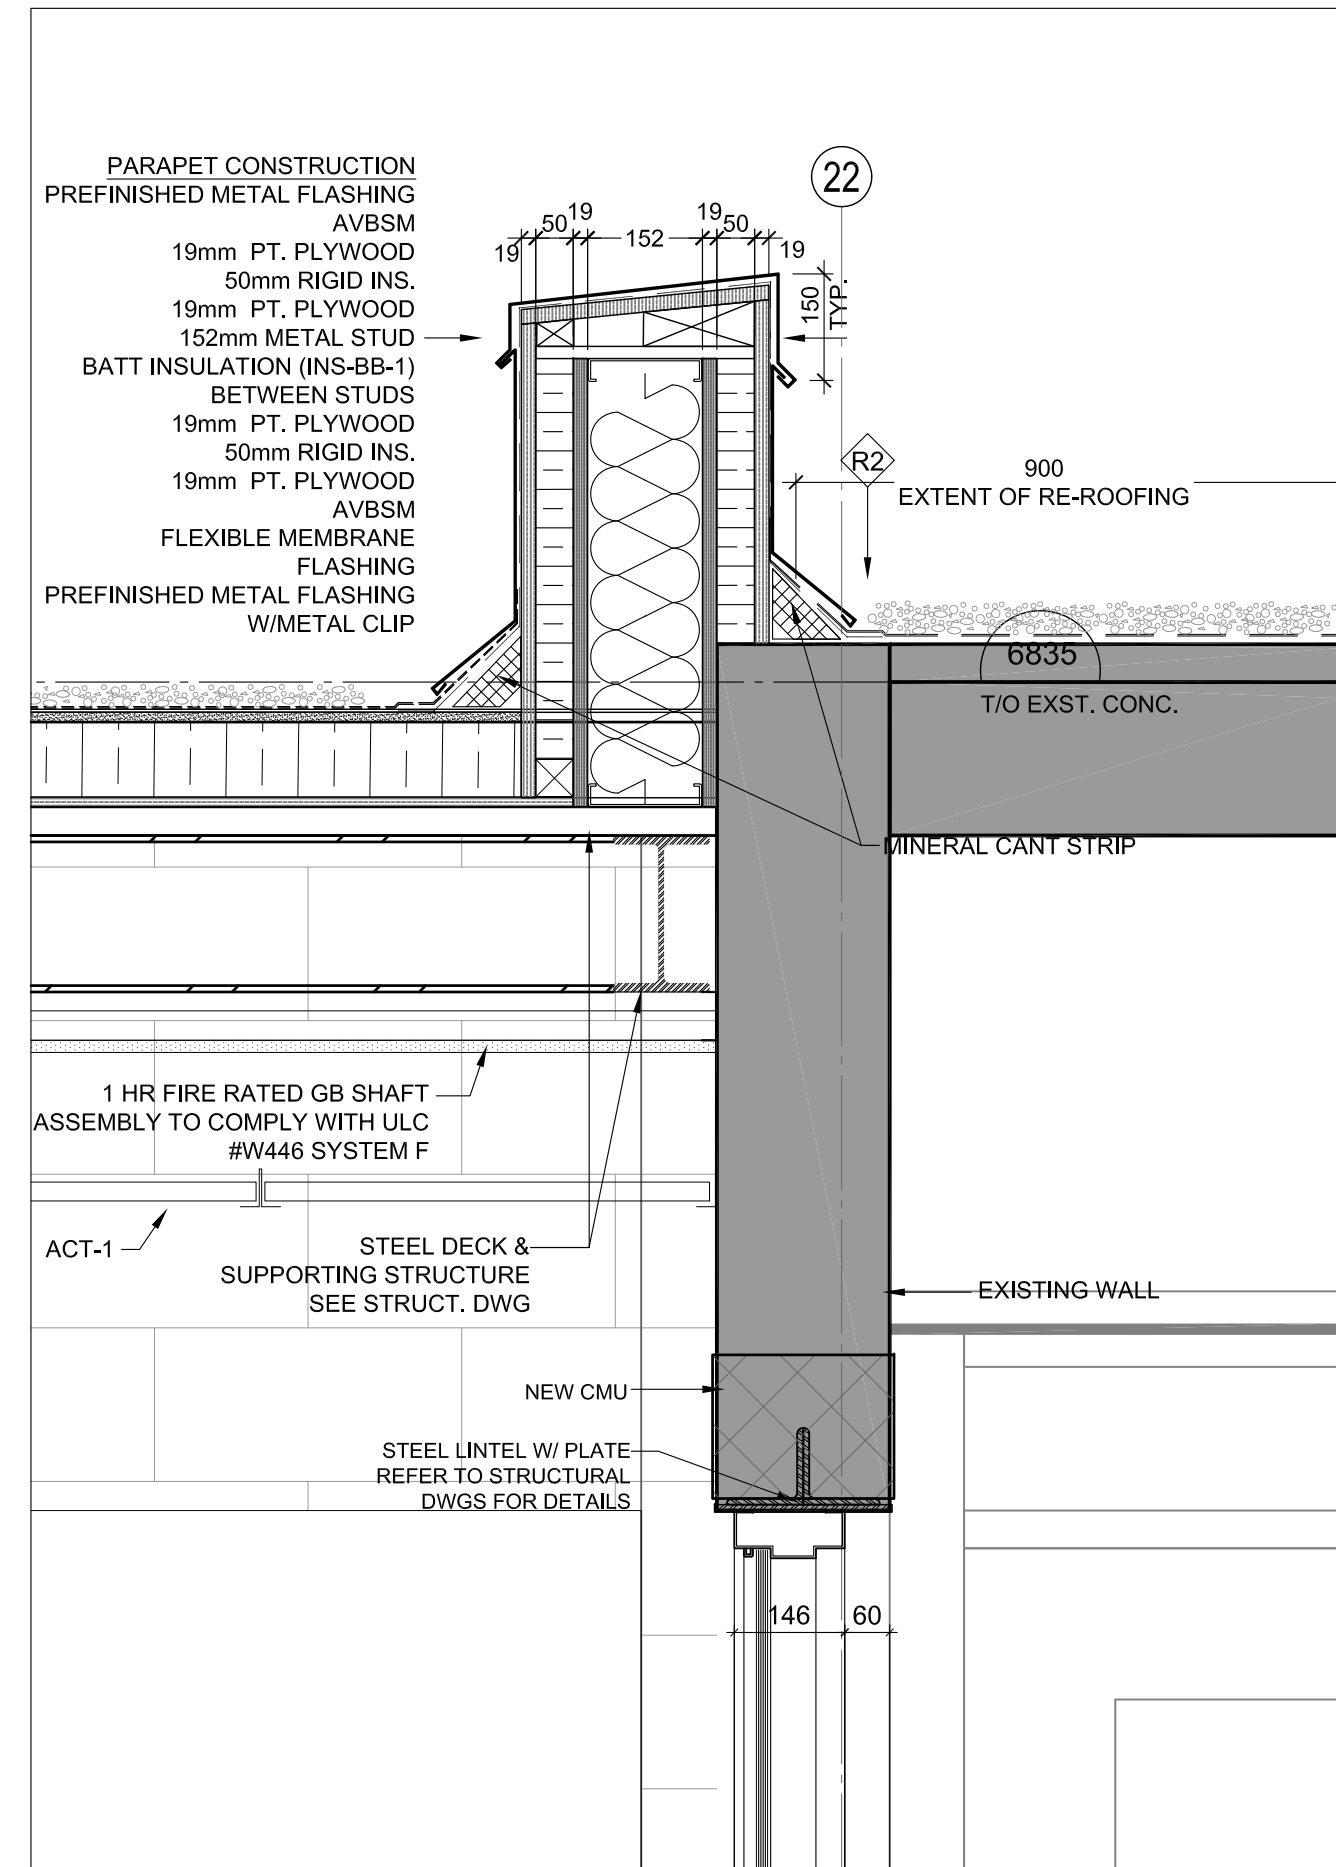 PARAPET CONSTRUCTION
PREFINISHED METAL FLASHING
AVBSM
19mm PT. PLYWOOD
50mm RIGID INS.
19mm PT. PLYWOOD
152mm METAL STUD
BATT INSULATION (INS-BB-1)
BETWEEN STUDS
19mm PT. PLYWOOD
50mm RIGID INS.
19mm PT. PLYWOOD
AVBSM
FLEXIBLE MEMBRANE
FLASHING
PREFINISHED METAL FLASHING
W/METAL CLIP
22
19
50
19
152
19
50
19
150
TYP.
R2
900
EXTENT OF RE-ROOFING
6835
T/O EXST. CONC.
MINERAL CANT STRIP
1 HR FIRE RATED GB SHAFT
ASSEMBLY TO COMPLY WITH ULC
#W446 SYSTEM F
ACT-1
STEEL DECK &
SUPPORTING STRUCTURE
SEE STRUCT. DWG
EXISTING WALL
NEW CMU
STEEL LINTEL W/ PLATE
REFER TO STRUCTURAL
DWGS FOR DETAILS
146
60